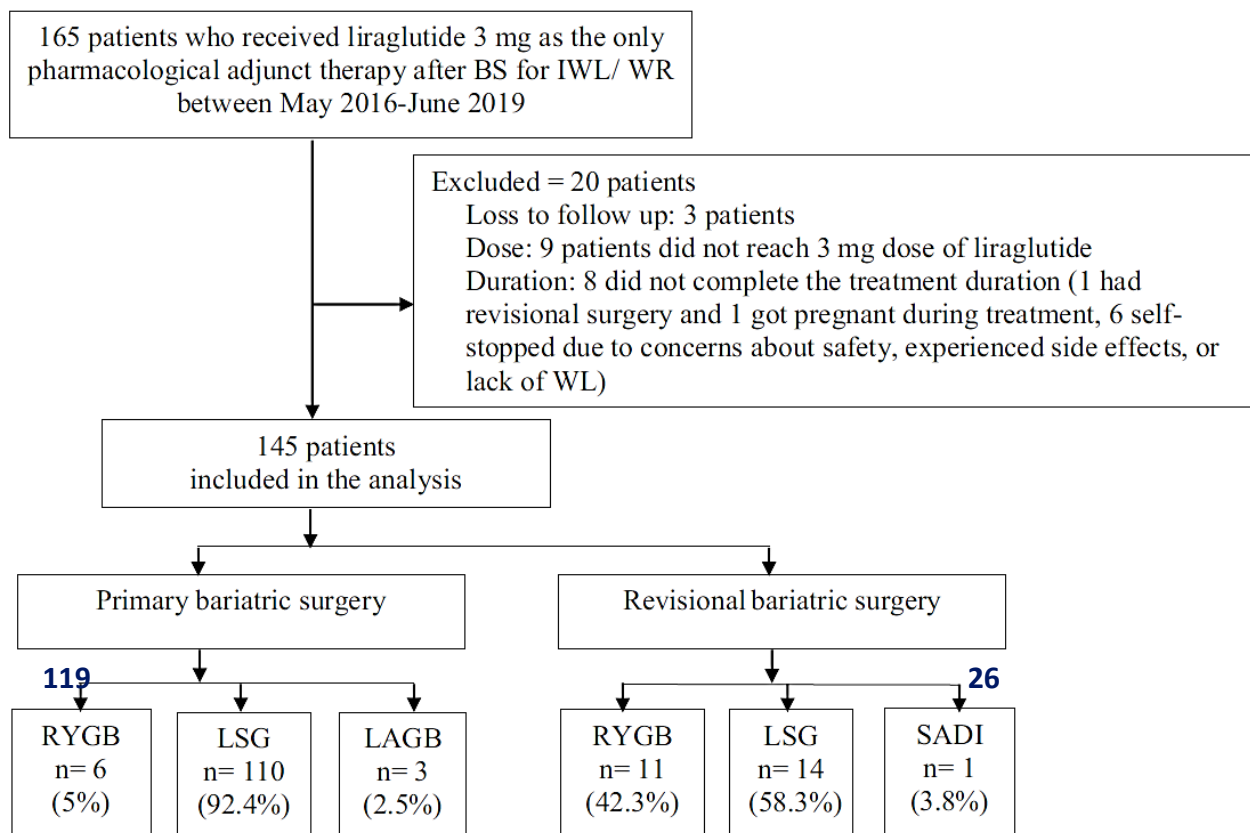 165 patients who received liraglutide 3 mg as the only
pharmacological adjunct therapy after BS for IWL/ WR
between May 2016-June 2019
Excluded = 20 patients
Loss to follow up: 3 patients
Dose: 9 patients did not reach 3 mg dose of liraglutide
Duration: 8 did not complete the treatment duration (1 had
revisional surgery and 1 got pregnant during treatment, 6 self-
stopped due to concerns about safety, experienced side effects, or
lack of WL)
145 patients
included in the analysis
Primary bariatric surgery
Revisional bariatric surgery
119
26
RYGB
n= 6
(5%)
LSG
n= 110
(92.4%)
LAGB
n= 3
(2.5%)
RYGB
n= 11
(42.3%)
LSG
n= 14
(58.3%)
SADI
n= 1
(3.8%)